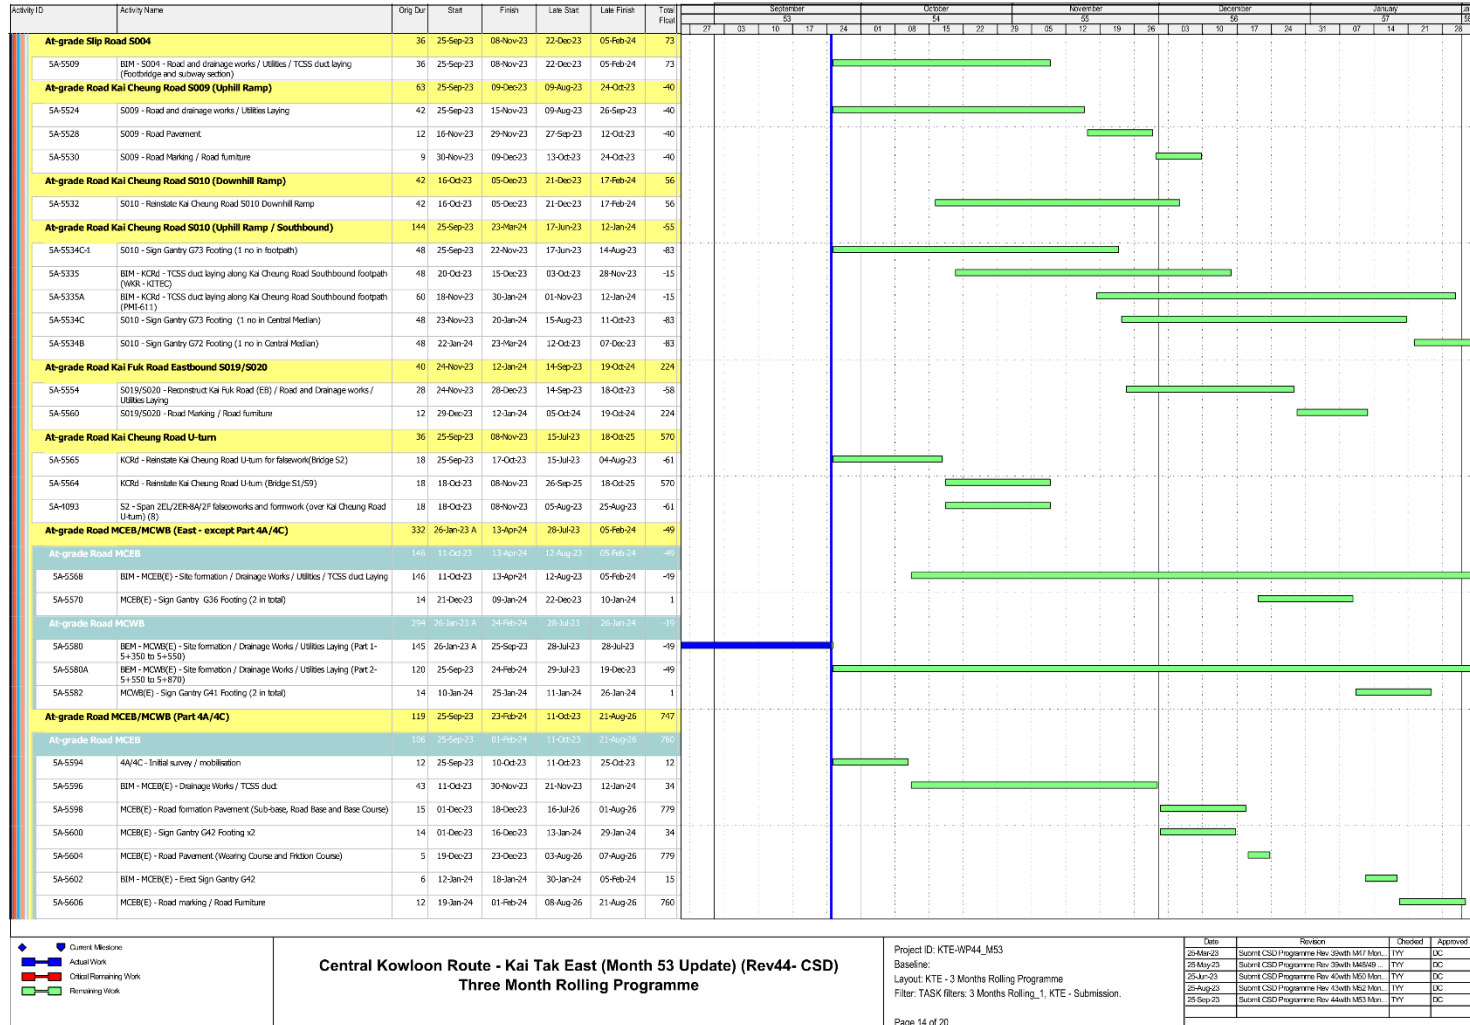 Activity ID Activity Name Orig Dur Start Finish Late Start Late Finish Total Float
September October November December January
53 54 55 56 57
27 03 10 17 24 01 08 15 22 29 05 12 19 26 03 10 17 24 31 07 14 21 28
At-grade Slip Road S004 36 25-Sep-23 08-Nov-23 22-Dec-23 05-Feb-24 73
5A-5509 BIM - S004 - Road and drainage works / Utilities / TCSS duct laying (Footbridge and subway section) 36 25-Sep-23 08-Nov-23 22-Dec-23 05-Feb-24 73
At-grade Road Kai Cheung Road S009 (Uphill Ramp) 63 25-Sep-23 09-Dec-23 09-Aug-23 24-Oct-23 -40
5A-5524 S009 - Road and drainage works / Utilities Laying 42 25-Sep-23 15-Nov-23 09-Aug-23 26-Sep-23 -40
5A-5528 S009 - Road Pavement 12 16-Nov-23 29-Nov-23 27-Sep-23 12-Oct-23 -40
5A-5530 S009 - Road Marking / Road furniture 9 30-Nov-23 09-Dec-23 13-Oct-23 24-Oct-23 -40
At-grade Road Kai Cheung Road S010 (Downhill Ramp) 42 16-Oct-23 05-Dec-23 21-Dec-23 17-Feb-24 56
5A-5532 S010 - Reinstate Kai Cheung Road S010 Downhill Ramp 42 16-Oct-23 05-Dec-23 21-Dec-23 17-Feb-24 56
At-grade Road Kai Cheung Road S010 (Uphill Ramp / Southbound) 144 25-Sep-23 23-Mar-24 17-Jun-23 12-Jan-24 -55
5A-5534C-1 S010 - Sign Gantry G73 Footing (1 no in footpath) 48 25-Sep-23 22-Nov-23 17-Jun-23 14-Aug-23 -83
5A-5335 BIM - KCRd - TCSS duct laying along Kai Cheung Road Southbound footpath (WKR - KITEC) 48 20-Oct-23 15-Dec-23 03-Oct-23 28-Nov-23 -15
5A-5335A BIM - KCRd - TCSS duct laying along Kai Cheung Road Southbound footpath (PMI-611) 60 18-Nov-23 30-Jan-24 01-Nov-23 12-Jan-24 -15
5A-5534C S010 - Sign Gantry G73 Footing (1 no in Central Median) 48 23-Nov-23 20-Jan-24 15-Aug-23 11-Oct-23 -83
5A-5534B S010 - Sign Gantry G72 Footing (1 no in Central Median) 48 22-Jan-24 23-Mar-24 12-Oct-23 07-Dec-23 -83
At-grade Road Kai Fuk Road Eastbound S019/S020 40 24-Nov-23 12-Jan-24 14-Sep-23 19-Oct-24 224
5A-5554 S019/S020 - Reconstruct Kai Fuk Road (EB) / Road and Drainage works / Utilities Laying 28 24-Nov-23 28-Dec-23 14-Sep-23 18-Oct-23 -58
5A-5560 S019/S020 - Road Marking / Road furniture 12 29-Dec-23 12-Jan-24 05-Oct-24 19-Oct-24 224
At-grade Road Kai Cheung Road U-turn 36 25-Sep-23 08-Nov-23 15-Jul-23 18-Oct-25 570
5A-5565 KCRd - Reinstate Kai Cheung Road U-turn for falsework(Bridge S2) 18 25-Sep-23 17-Oct-23 15-Jul-23 04-Aug-23 -61
5A-5564 KCRd - Reinstate Kai Cheung Road U-turn (Bridge S1/S9) 18 18-Oct-23 08-Nov-23 26-Sep-25 18-Oct-25 570
5A-4093 S2 - Span 2EL/2ER-8A/2F falseoworks and formwork (over Kai Cheung Road U-turn) (8) 18 18-Oct-23 08-Nov-23 05-Aug-23 25-Aug-23 -61
At-grade Road MCEB/MCWB (East - except Part 4A/4C) 332 26-Jan-23 A 13-Apr-24 28-Jul-23 05-Feb-24 -49
At-grade Road MCEB 146 11-Oct-23 13-Apr-24 12-Aug-23 05-Feb-24 -49
5A-5568 BIM - MCEB(E) - Site formation / Drainage Works / Utilities / TCSS duct Laying 146 11-Oct-23 13-Apr-24 12-Aug-23 05-Feb-24 -49
5A-5570 MCEB(E) - Sign Gantry G36 Footing (2 in total) 14 21-Dec-23 09-Jan-24 22-Dec-23 10-Jan-24 1
At-grade Road MCWB 294 26-Jan-23 A 24-Feb-24 28-Jul-23 26-Jan-24 -19
5A-5580 BEM - MCWB(E) - Site formation / Drainage Works / Utilities Laying (Part 1- 5+350 to 5+550) 145 26-Jan-23 A 25-Sep-23 28-Jul-23 28-Jul-23 -49
5A-5580A BEM - MCWB(E) - Site formation / Drainage Works / Utilities Laying (Part 2- 5+550 to 5+870) 120 25-Sep-23 24-Feb-24 29-Jul-23 19-Dec-23 -49
5A-5582 MCWB(E) - Sign Gantry G41 Footing (2 in total) 14 10-Jan-24 25-Jan-24 11-Jan-24 26-Jan-24 1
At-grade Road MCEB/MCWB (Part 4A/4C) 119 25-Sep-23 23-Feb-24 11-Oct-23 21-Aug-26 747
At-grade Road MCEB 106 25-Sep-23 01-Feb-24 11-Oct-23 21-Aug-26 760
5A-5594 4A/4C - Initial survey / mobilisation 12 25-Sep-23 10-Oct-23 11-Oct-23 25-Oct-23 12
5A-5596 BIM - MCEB(E) - Drainage Works / TCSS duct 43 11-Oct-23 30-Nov-23 21-Nov-23 12-Jan-24 34
5A-5598 MCEB(E) - Road formation Pavement (Sub-base, Road Base and Base Course) 15 01-Dec-23 18-Dec-23 16-Jul-26 01-Aug-26 779
5A-5600 MCEB(E) - Sign Gantry G42 Footing x2 14 01-Dec-23 16-Dec-23 13-Jan-24 29-Jan-24 34
5A-5604 MCEB(E) - Road Pavement (Wearing Course and Friction Course) 5 19-Dec-23 23-Dec-23 03-Aug-26 07-Aug-26 779
5A-5602 BIM - MCEB(E) - Erect Sign Gantry G42 6 12-Jan-24 18-Jan-24 30-Jan-24 05-Feb-24 15
5A-5606 MCEB(E) - Road marking / Road Furniture 12 19-Jan-24 01-Feb-24 08-Aug-26 21-Aug-26 760
Current Milestone
Actual Work
Critical Remaining Work
Remaining Work
Central Kowloon Route - Kai Tak East (Month 53 Update) (Rev44- CSD)
Three Month Rolling Programme
Project ID: KTE-WP44_M53
Baseline:
Layout: KTE - 3 Months Rolling Programme
Filter: TASK filters: 3 Months Rolling_1, KTE - Submission.
Page 14 of 20
Date Revision Checked Approved
25-Mar-23 Submit CSD Programme Rev 39with M47 Mon... TYY DC
25-May-23 Submit CSD Programme Rev 39with M48/49 ... TYY DC
25-Jun-23 Submit CSD Programme Rev 40with M50 Mon... TYY DC
25-Aug-23 Submit CSD Programme Rev 43with M52 Mon... TYY DC
25-Sep-23 Submit CSD Programme Rev 44with M53 Mon... TYY DC